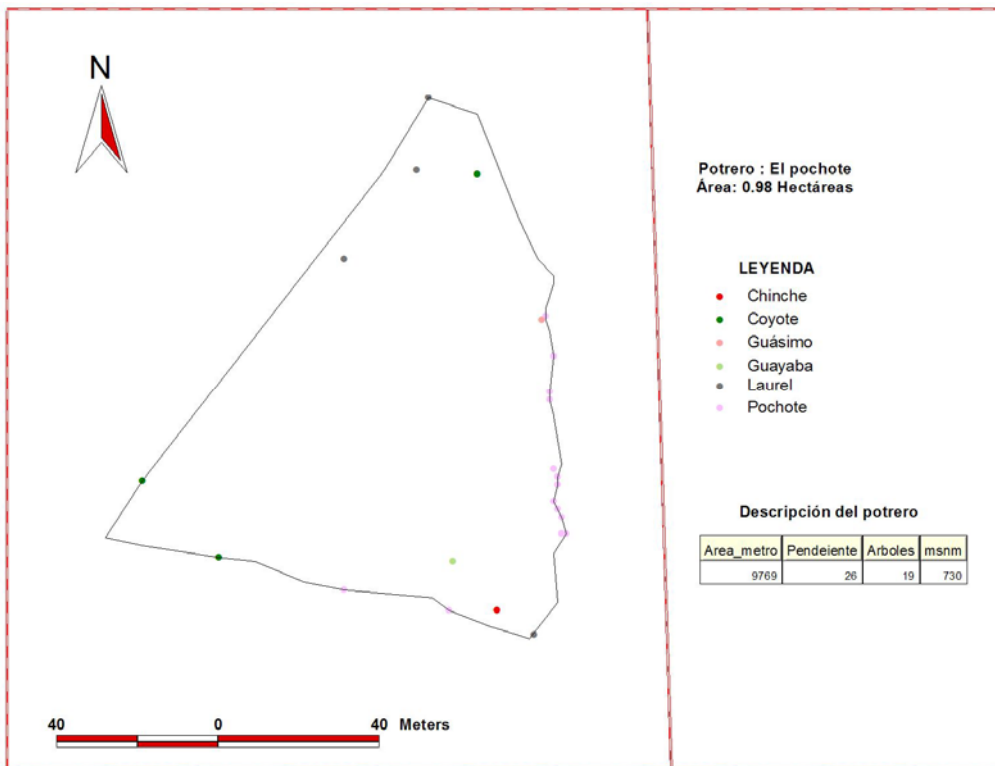 N
Potrero : El pochote
Área: 0.98 Hectáreas
LEYENDA
Chinche
Coyote
Guásimo
Guayaba
Laurel
Pochote
Descripción del potrero
Area_metro Pendeiente Arboles msnm
9769 26 19 730
40 0 40 Meters